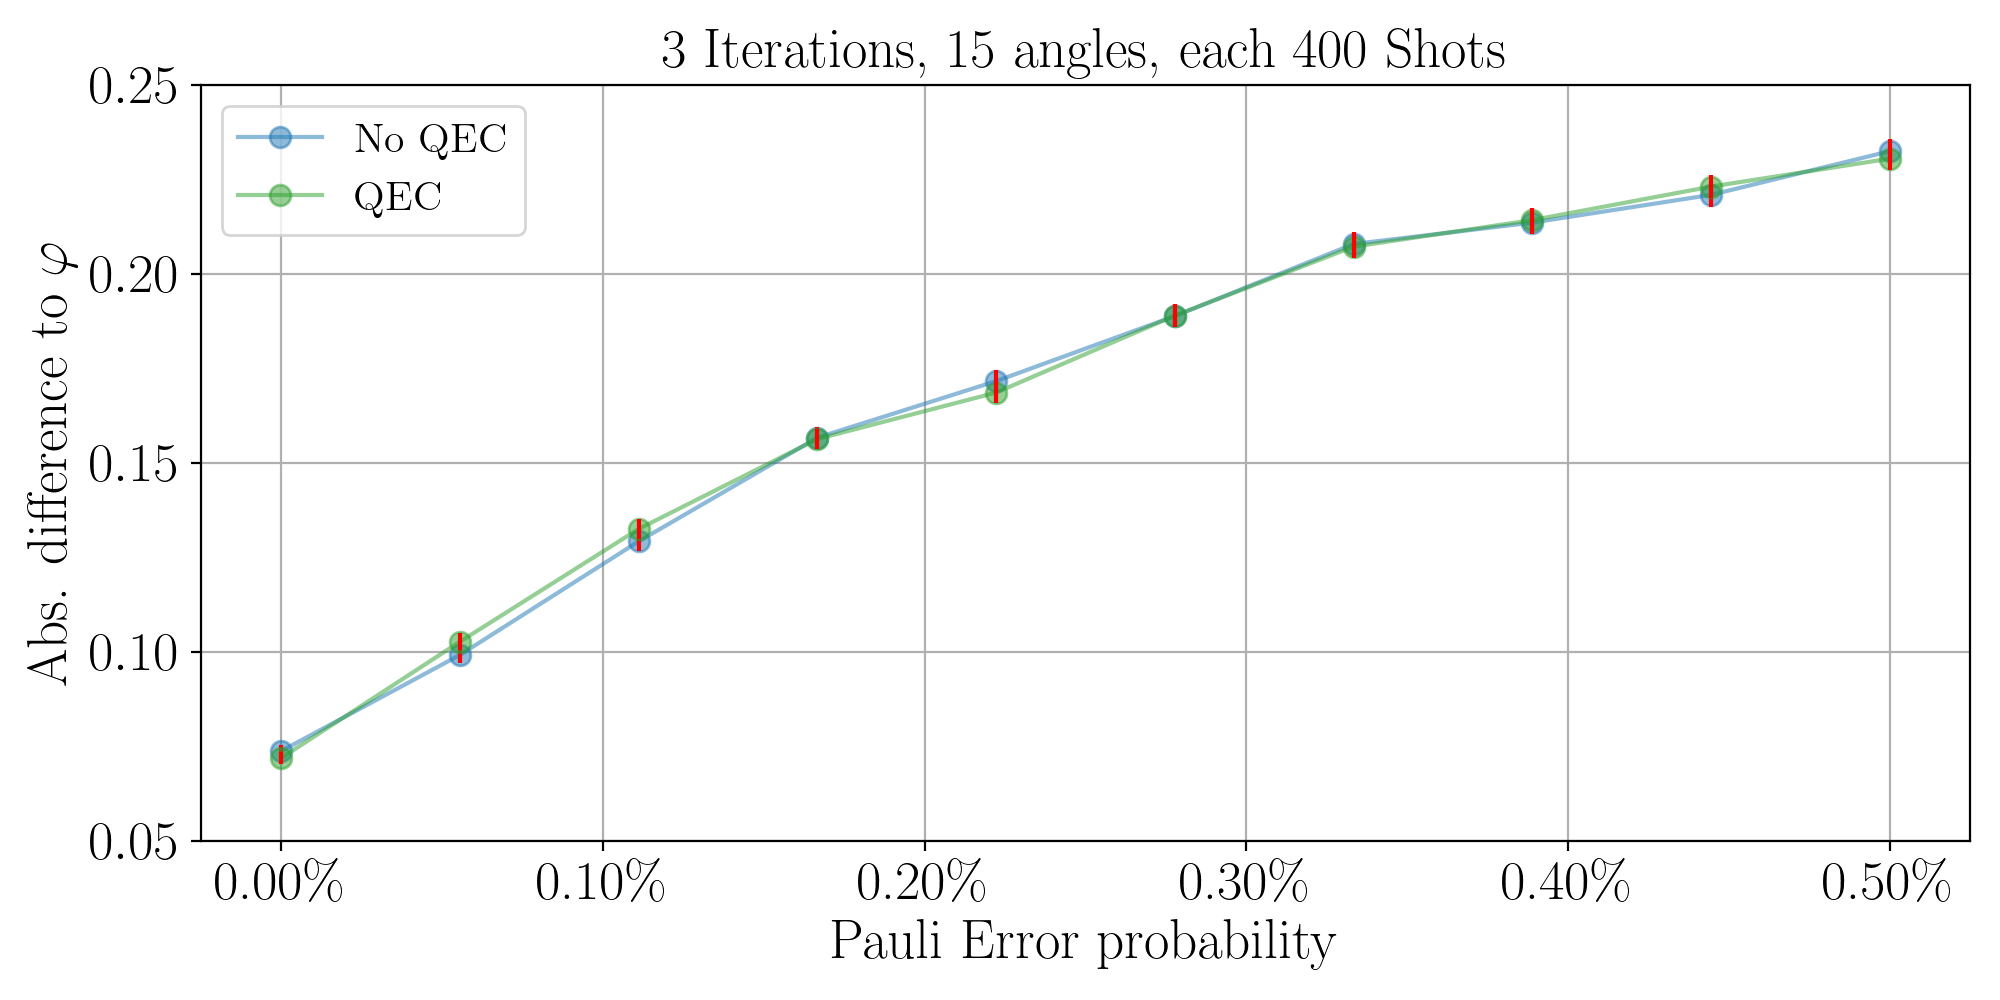 3 Iterations, 15 angles, each 400 Shots
No QEC
QEC
Abs. difference to φ
0.25
0.20
0.15
0.10
0.05
0.00% 0.10% 0.20% 0.30% 0.40% 0.50%
Pauli Error probability